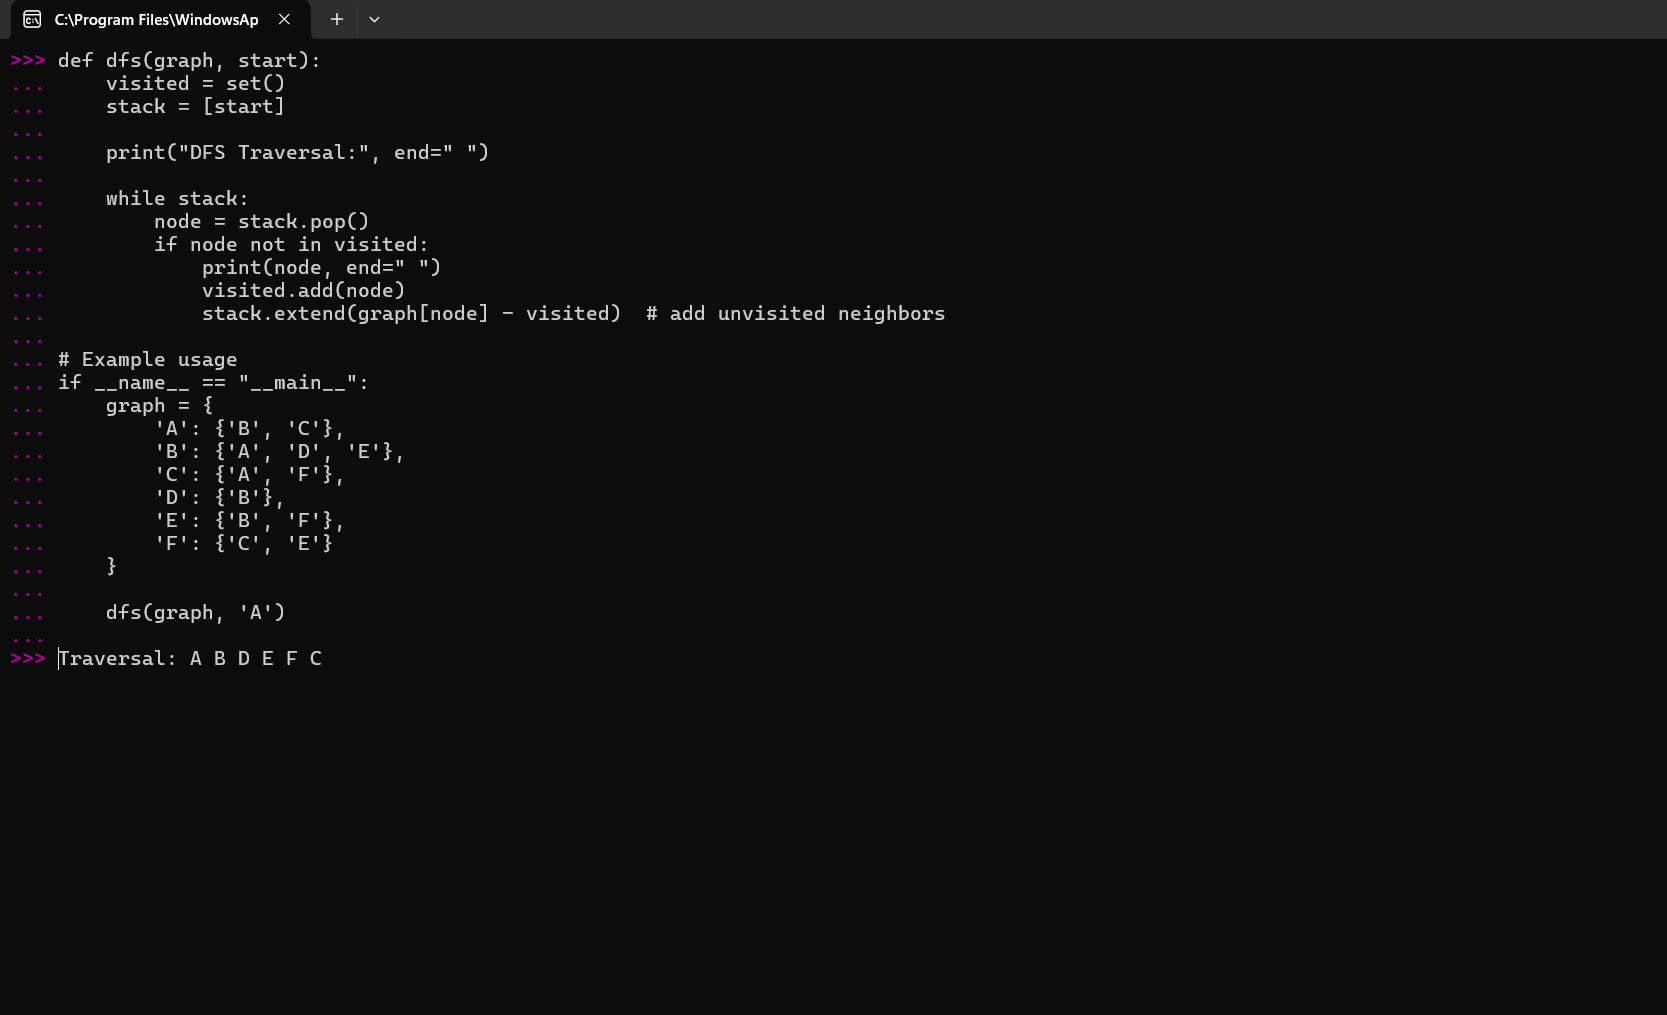 C:\Program Files\WindowsAp
>>> def dfs(graph, start):
...     visited = set()
...     stack = [start]
...
...     print("DFS Traversal:", end=" ")
...
...     while stack:
...         node = stack.pop()
...         if node not in visited:
...             print(node, end=" ")
...             visited.add(node)
...             stack.extend(graph[node] - visited)  # add unvisited neighbors
...
... # Example usage
... if __name__ == "__main__":
...     graph = {
...         'A': {'B', 'C'},
...         'B': {'A', 'D', 'E'},
...         'C': {'A', 'F'},
...         'D': {'B'},
...         'E': {'B', 'F'},
...         'F': {'C', 'E'}
...     }
...
...     dfs(graph, 'A')
...
>>> Traversal: A B D E F C